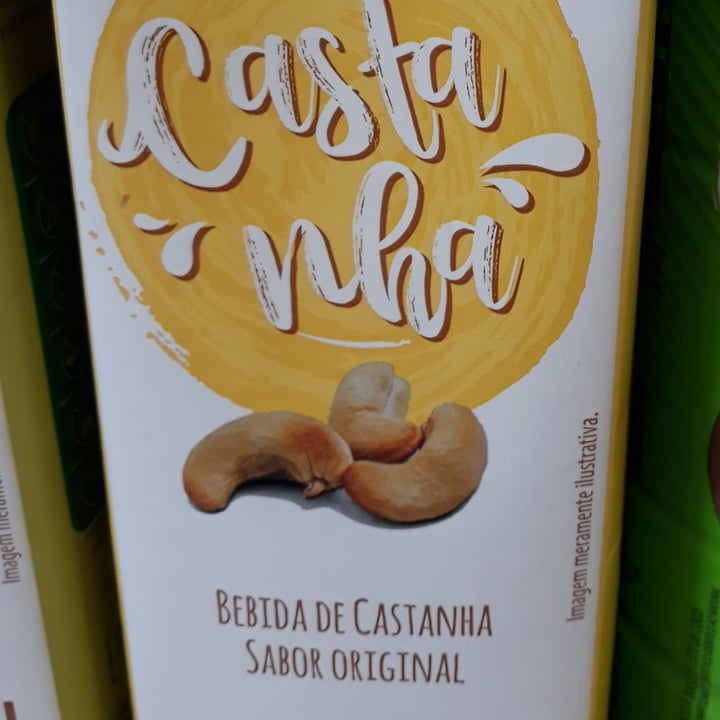 Casta
nha
BEBIDA DE CASTANHA
SABOR ORIGINAL
Imagem meramente ilustrativa.